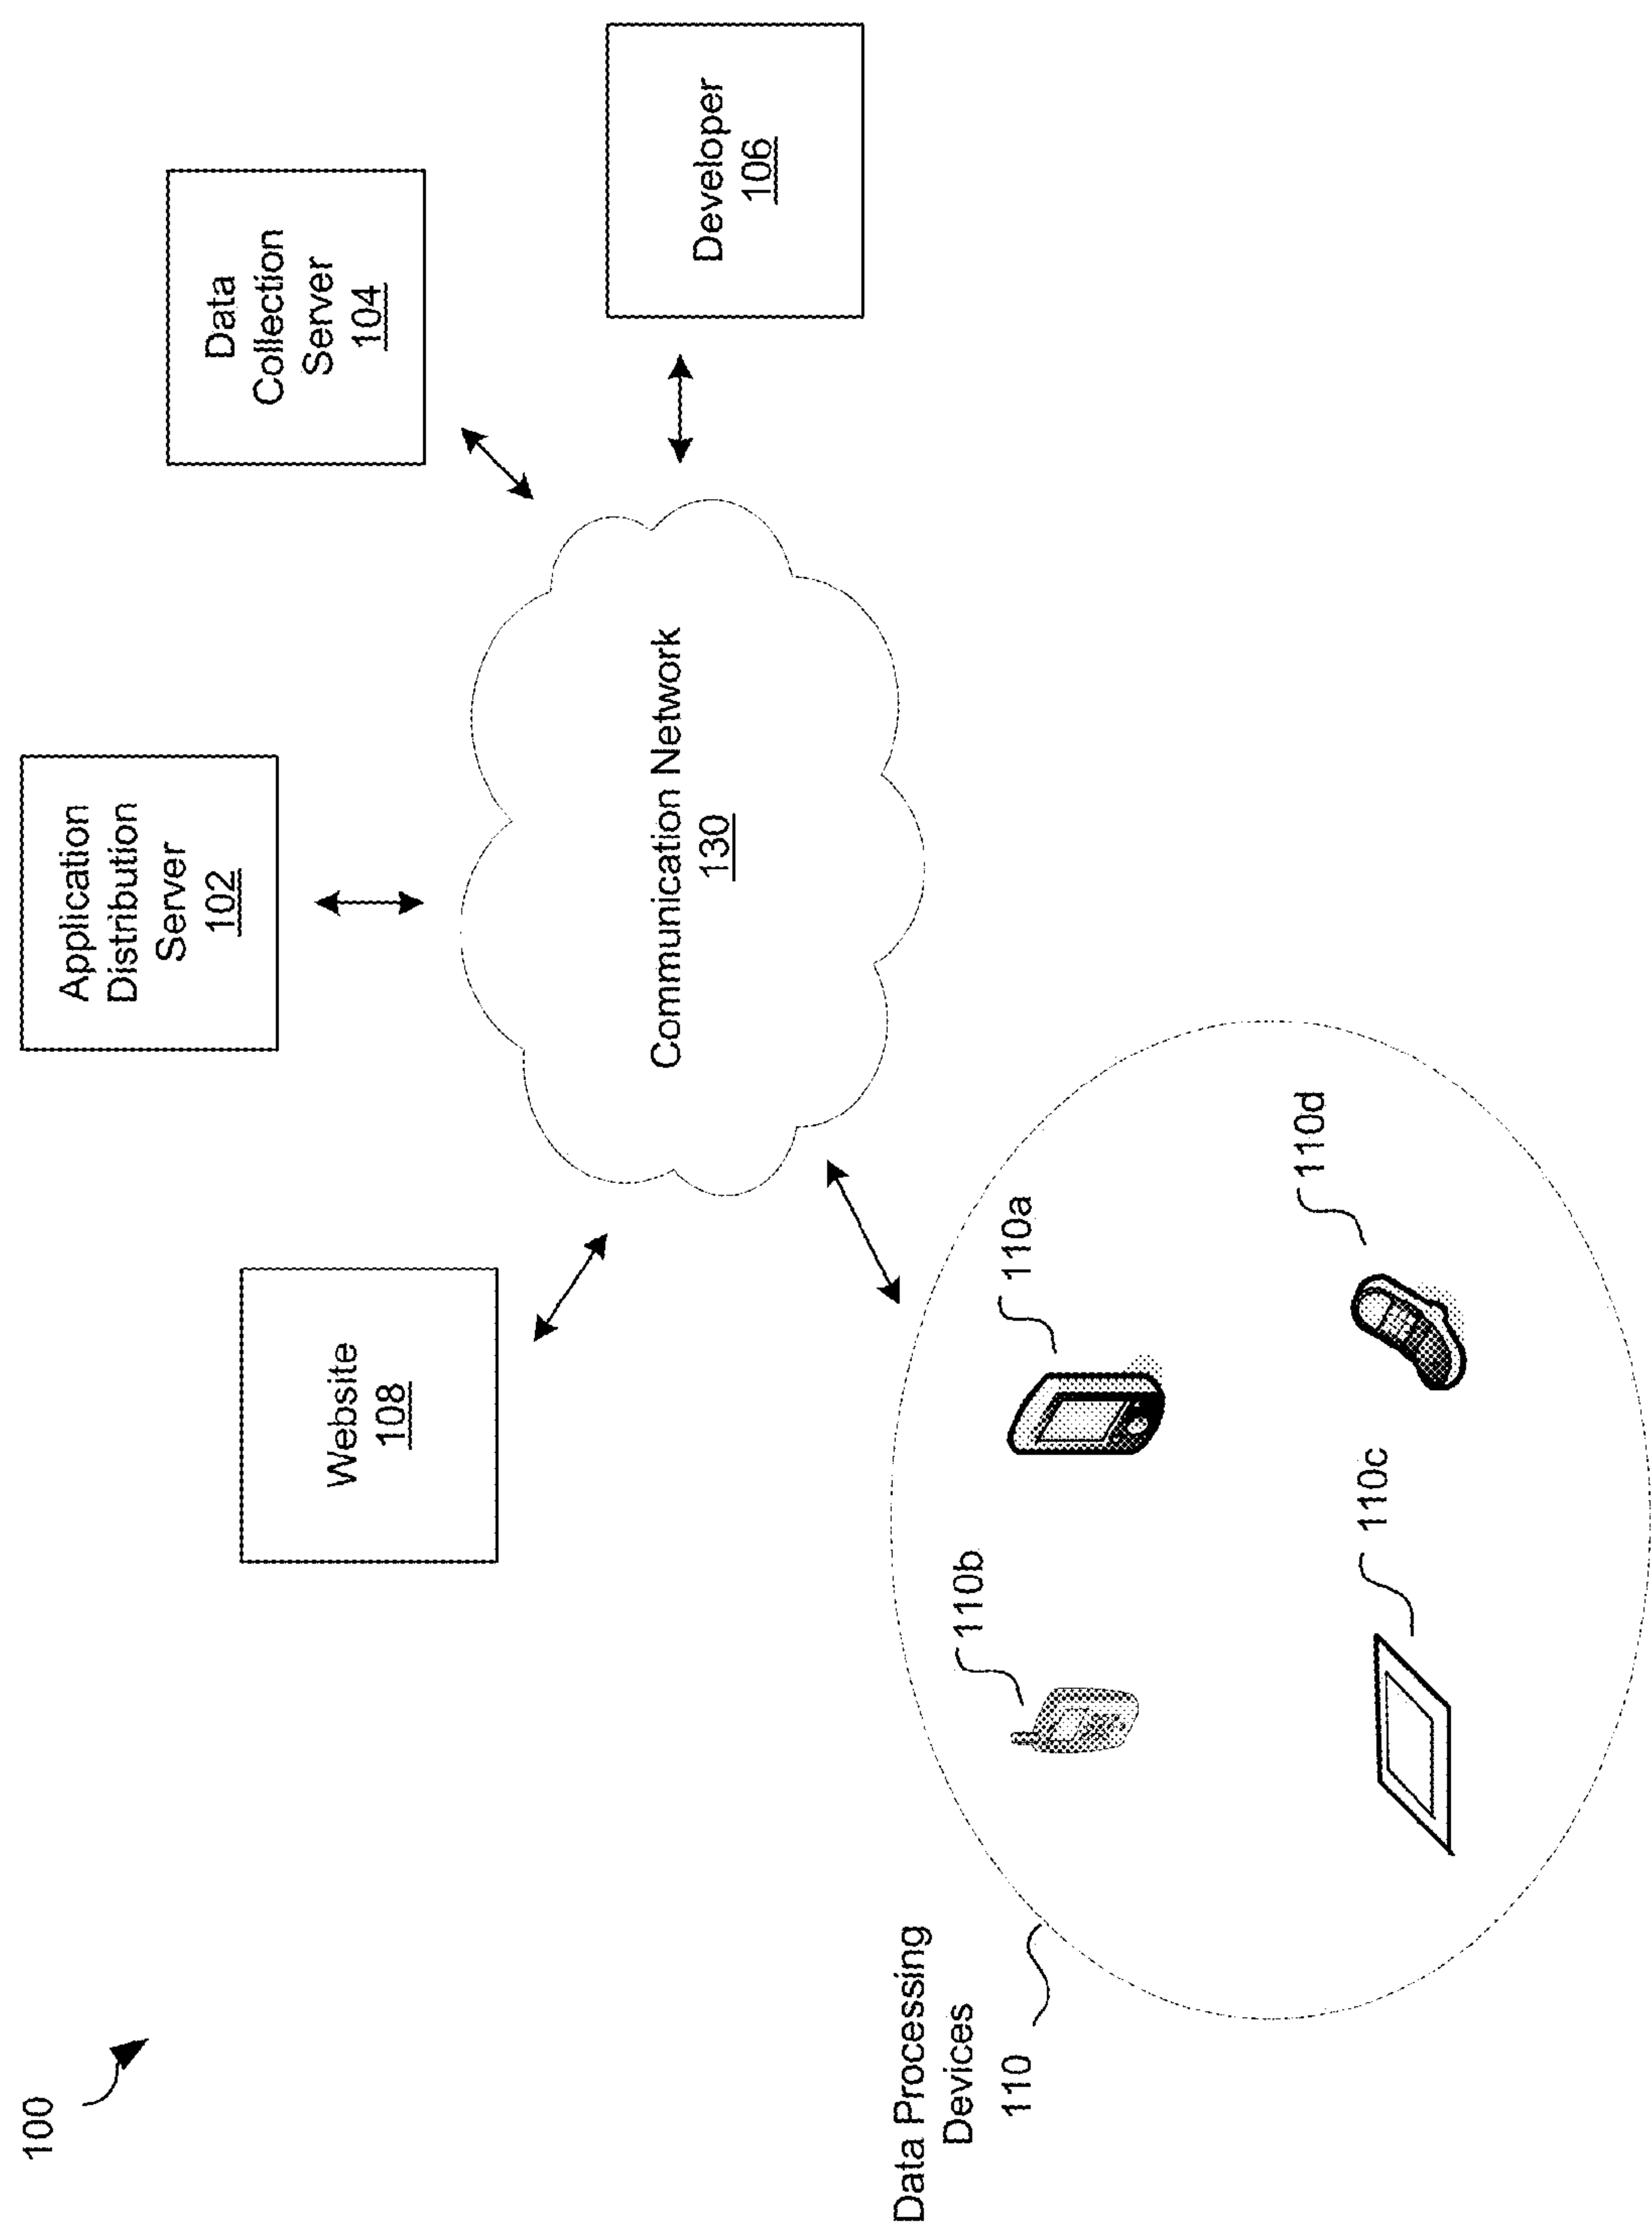 100
Application
Distribution
Server
102
Data
Collection
Server
104
Website
108
Communication Network
130
Developer
106
Data Processing
Devices
110
110b
110a
110c
110d